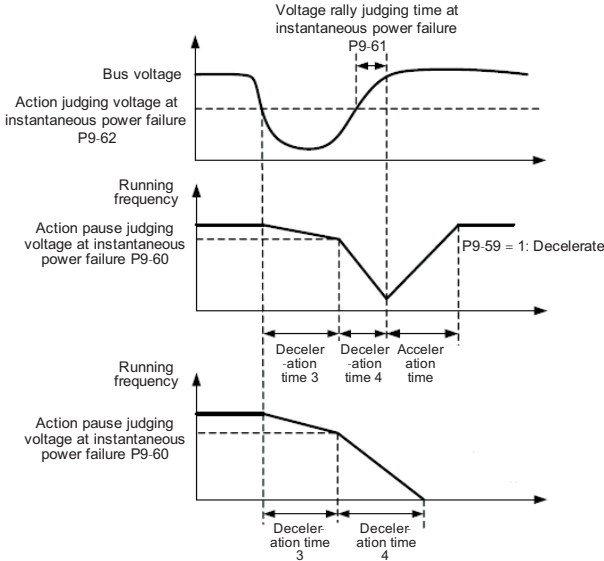 Voltage rally judging time at
instantaneous power failure
P9-61
Bus voltage
Action judging voltage at
instantaneous power failure
P9-62
Running
frequency
Action pause judging
voltage at instantaneous
power failure P9-60
P9-59 = 1: Decelerate
Deceler
-ation
time 3
Deceler
-ation
time 4
Acceler
ation
time
Running
frequency
Action pause judging
voltage at instantaneous
power failure P9-60
Deceler-
ation time
3
Deceler-
ation time
4